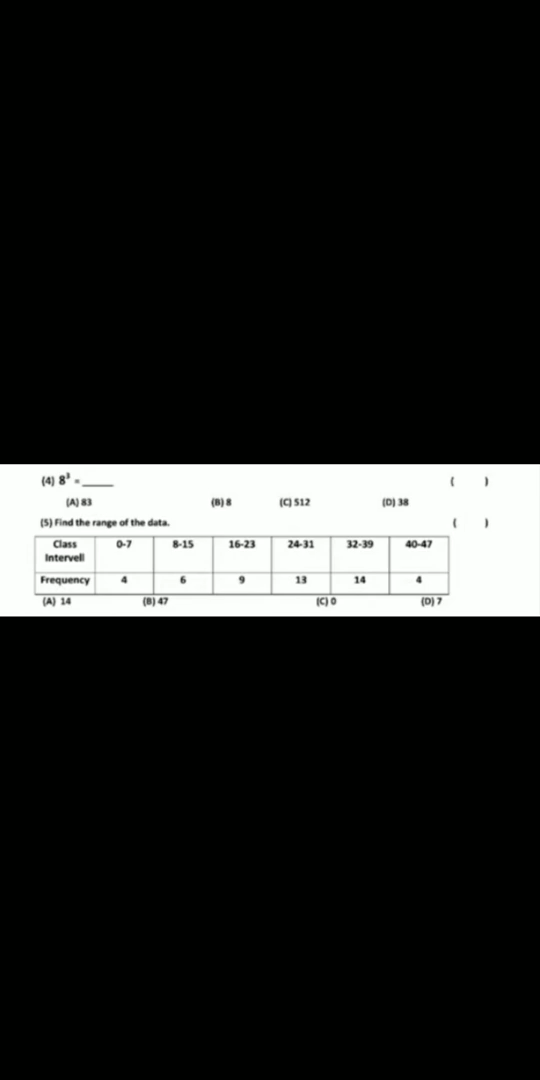 (4) 8³ = _____ ( )
(A) 83 (B) 8 (C) 512 (D) 38
(5) Find the range of the data. ( )
Class Intervell 0-7 8-15 16-23 24-31 32-39 40-47
Frequency 4 6 9 13 14 4
(A) 14 (B) 47 (C) 0 (D) 7